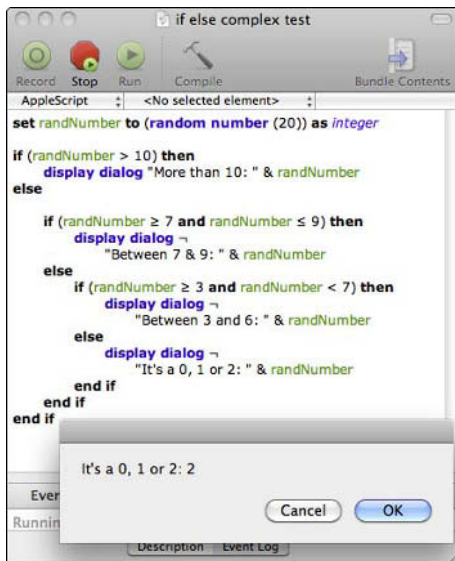 if else complex test
Record Stop Run Compile Bundle Contents
AppleScript <No selected element>
set randNumber to (random number (20)) as integer
if (randNumber > 10) then
display dialog "More than 10: " & randNumber
else
if (randNumber ≥ 7 and randNumber ≤ 9) then
display dialog ¬
"Between 7 & 9: " & randNumber
else
if (randNumber ≥ 3 and randNumber < 7) then
display dialog ¬
"Between 3 and 6: " & randNumber
else
display dialog ¬
"It's a 0, 1 or 2: " & randNumber
end if
end if
end if
It's a 0, 1 or 2: 2
Cancel OK
Description Event Log